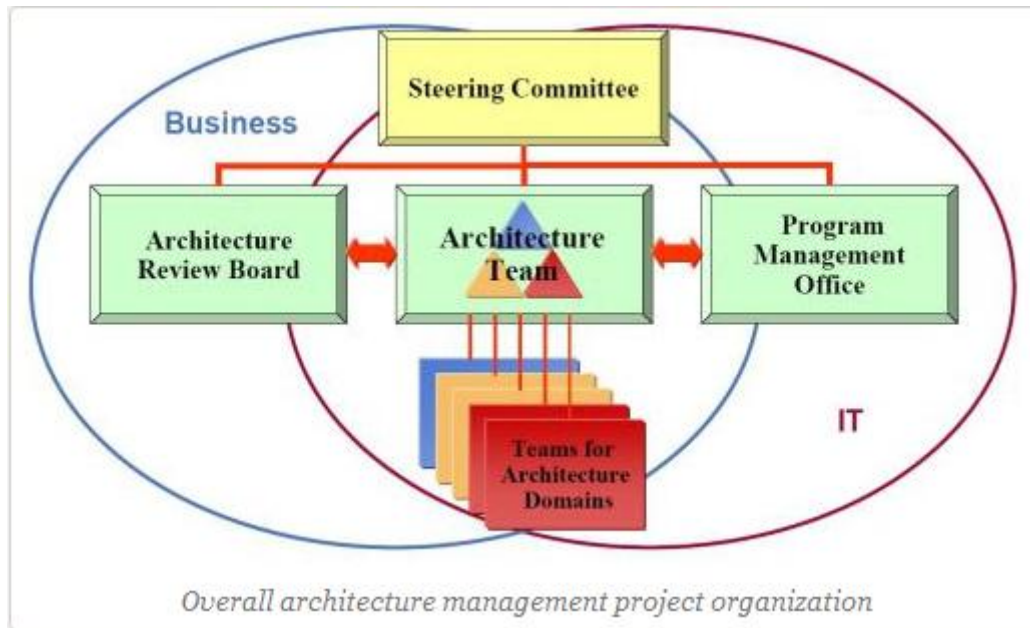 Steering Committee
Business
Architecture
Review Board
Architecture
Team
Program
Management
Office
IT
Teams for
Architecture
Domains
Overall architecture management project organization